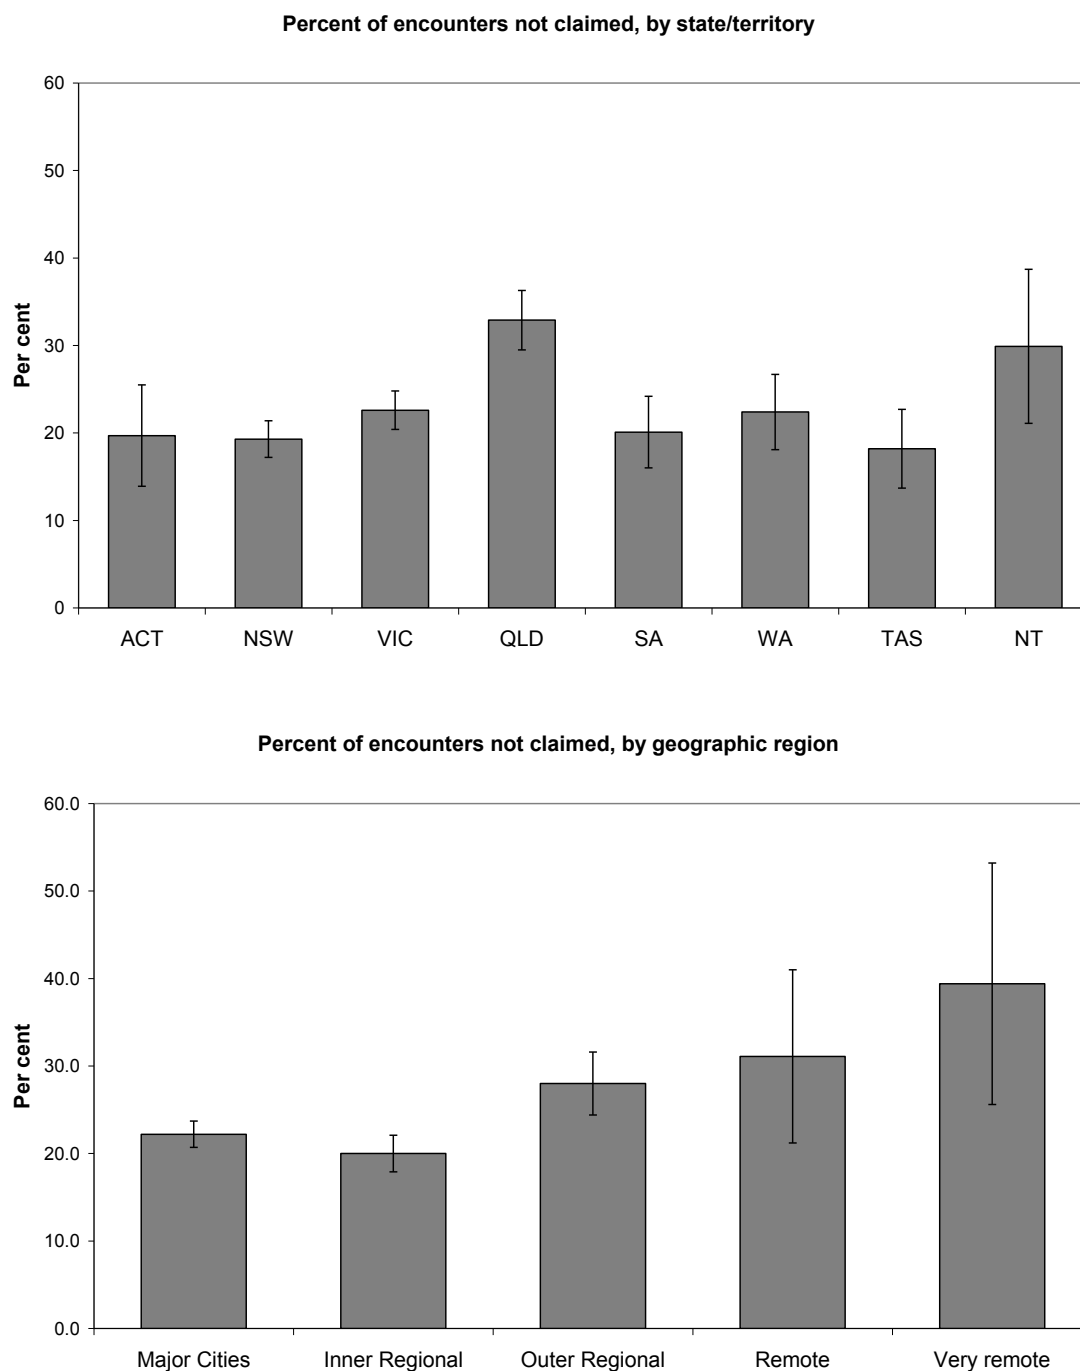 Percent of encounters not claimed, by state/territory
60
50
40
30
20
10
0
Per cent
ACT NSW VIC QLD SA WA TAS NT
Percent of encounters not claimed, by geographic region
60.0
50.0
40.0
30.0
20.0
10.0
0.0
Per cent
Major Cities Inner Regional Outer Regional Remote Very remote